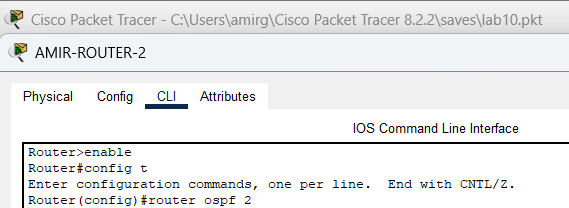 Cisco Packet Tracer - C:\Users\amirg\Cisco Packet Tracer 8.2.2\saves\lab10.pkt
AMIR-ROUTER-2
Physical Config CLI Attributes
IOS Command Line Interface
Router>enable
Router#config t
Enter configuration commands, one per line.  End with CNTL/Z.
Router(config)#router ospf 2